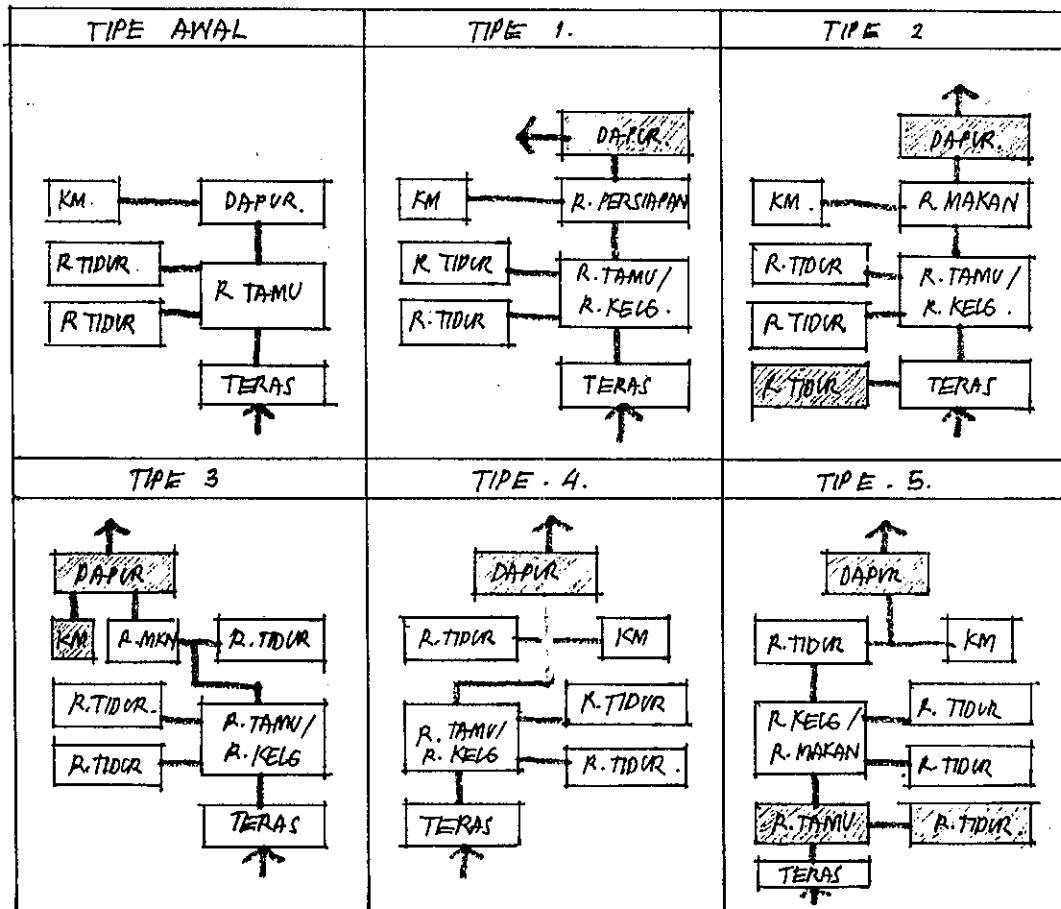 TIPE AWAL
KM.
DAPUR.
R TIDUR
R TIDUR
R TAMU
TERAS
TIPE 1.
DAPUR.
KM
R. PERSIAPAN
R TIDUR
R. TIDUR
R. TAMU/
R. KELG.
TERAS
TIPE 2
DAPUR.
KM.
R MAKAN
R. TIDUR
R TIDUR
R. TAMU/
R. KELG.
R TIDUR
TERAS
TIPE 3
DAPUR
KM
R. MKN
R. TIDUR
R. TIDUR.
R. TIDUR
R. TAMU/
R. KELG
TERAS
TIPE . 4.
DAPUR
R. TIDUR
KM
R. TAMU/
R. KELG
R. TIDUR
R. TIDUR.
TERAS
TIPE . 5.
DAPUR
R. TIDUR
KM
R KELG/
R. MAKAN
R. TIDUR
R TIDUR
R. TAMU
R. TIDUR.
TERAS